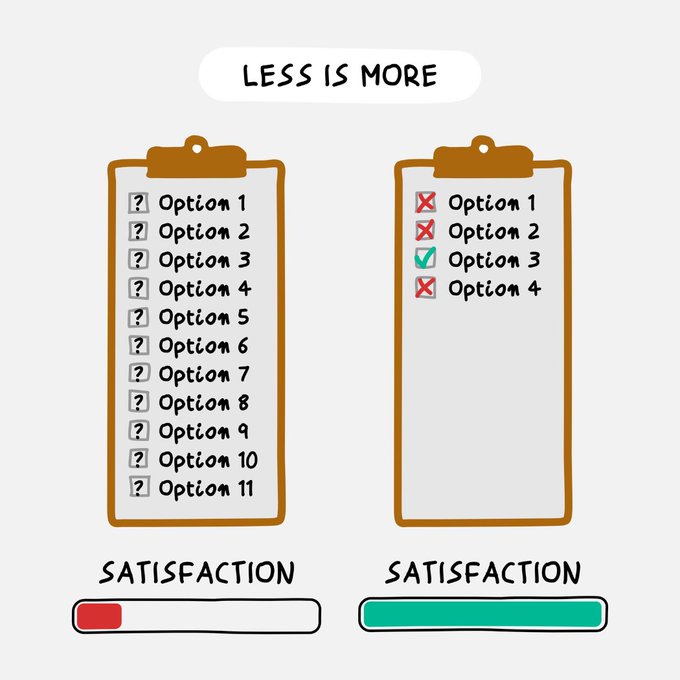 LESS IS MORE
? Option 1
? Option 2
? Option 3
? Option 4
? Option 5
? Option 6
? Option 7
? Option 8
? Option 9
? Option 10
? Option 11
SATISFACTION
Option 1
Option 2
Option 3
Option 4
SATISFACTION